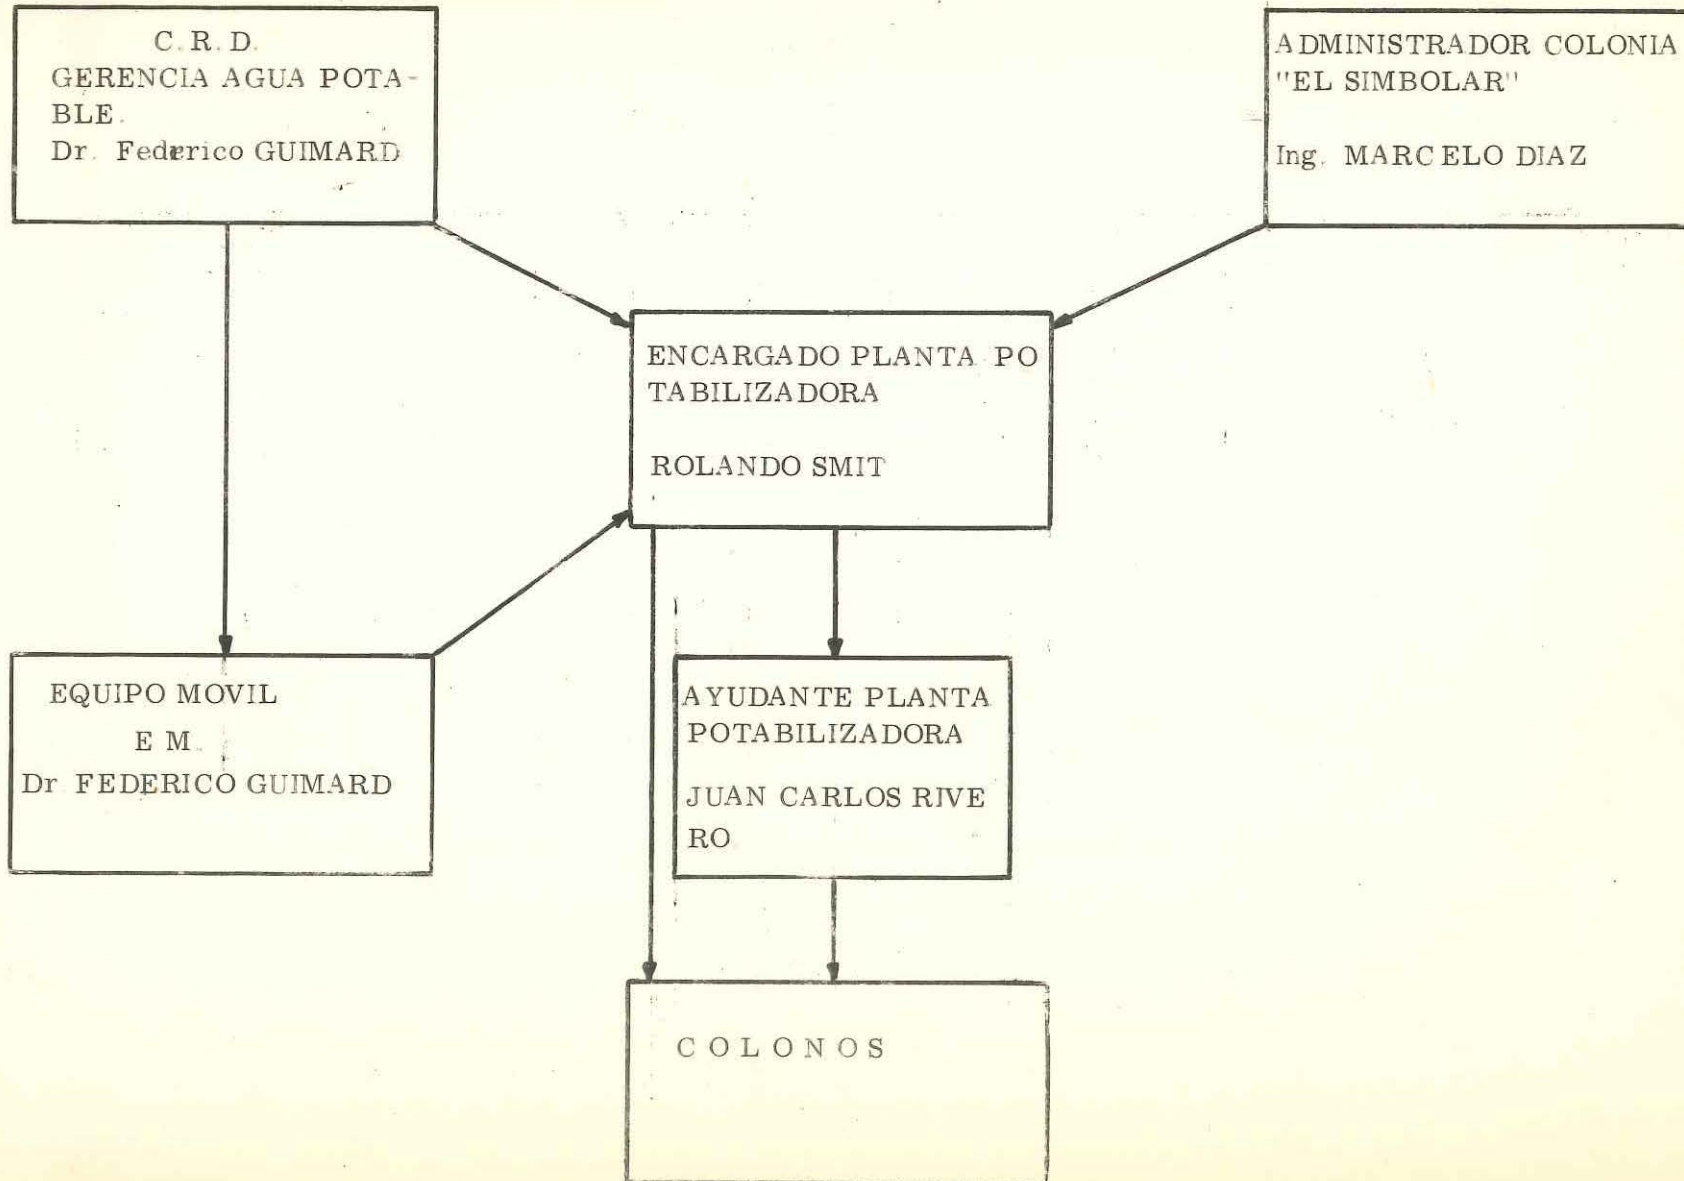 C.R.D.
GERENCIA AGUA POTA-
BLE.
Dr. Federico GUIMARD
ADMINISTRADOR COLONIA
"EL SIMBOLAR"
Ing. MARCELO DIAZ
ENCARGADO PLANTA PO
TABILIZADORA
ROLANDO SMIT
EQUIPO MOVIL
E M.
Dr FEDERICO GUIMARD
AYUDANTE PLANTA
POTABILIZADORA
JUAN CARLOS RIVE
RO
COLONOS